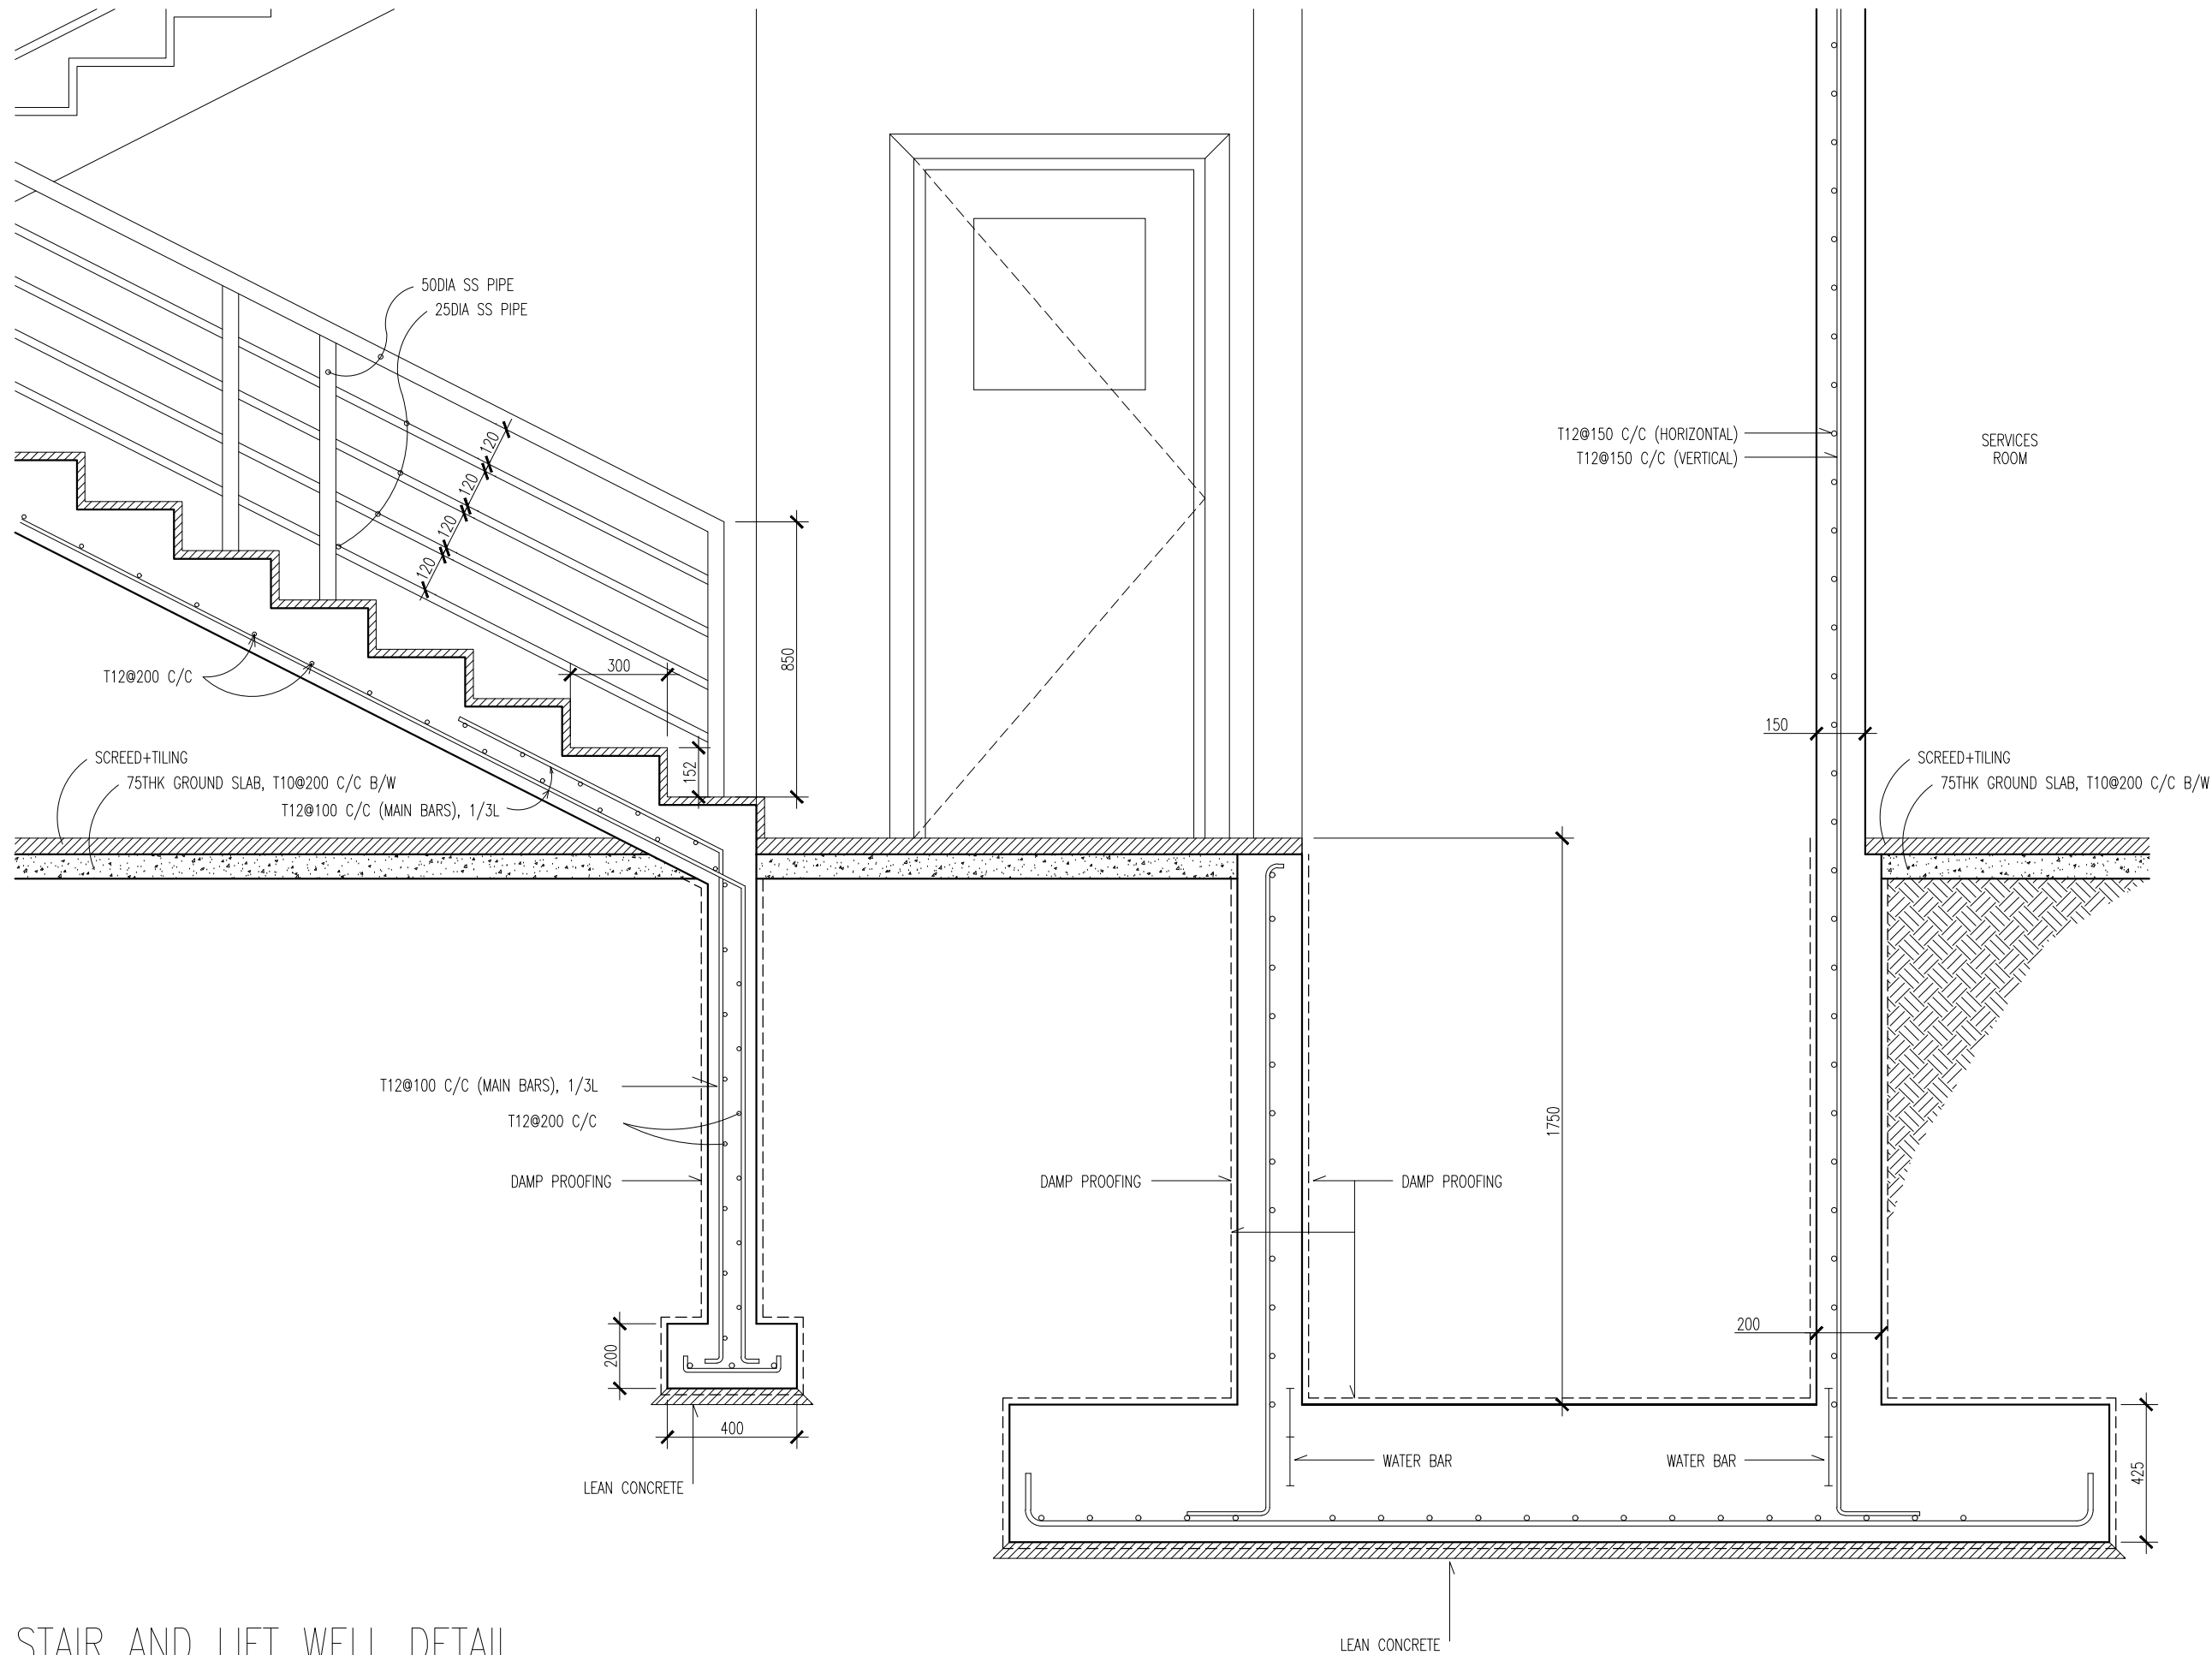 50DIA SS PIPE
25DIA SS PIPE
120
120
120
120
T12@150 C/C (HORIZONTAL)
T12@150 C/C (VERTICAL)
SERVICES
ROOM
300
850
T12@200 C/C
152
150
SCREED+TILING
75THK GROUND SLAB, T10@200 C/C B/W
T12@100 C/C (MAIN BARS), 1/3L
SCREED+TILING
75THK GROUND SLAB, T10@200 C/C B/W
T12@100 C/C (MAIN BARS), 1/3L
T12@200 C/C
1750
DAMP PROOFING
DAMP PROOFING
DAMP PROOFING
200
200
400
LEAN CONCRETE
WATER BAR
WATER BAR
425
STAIR AND LIFT WELL DETAIL
LEAN CONCRETE